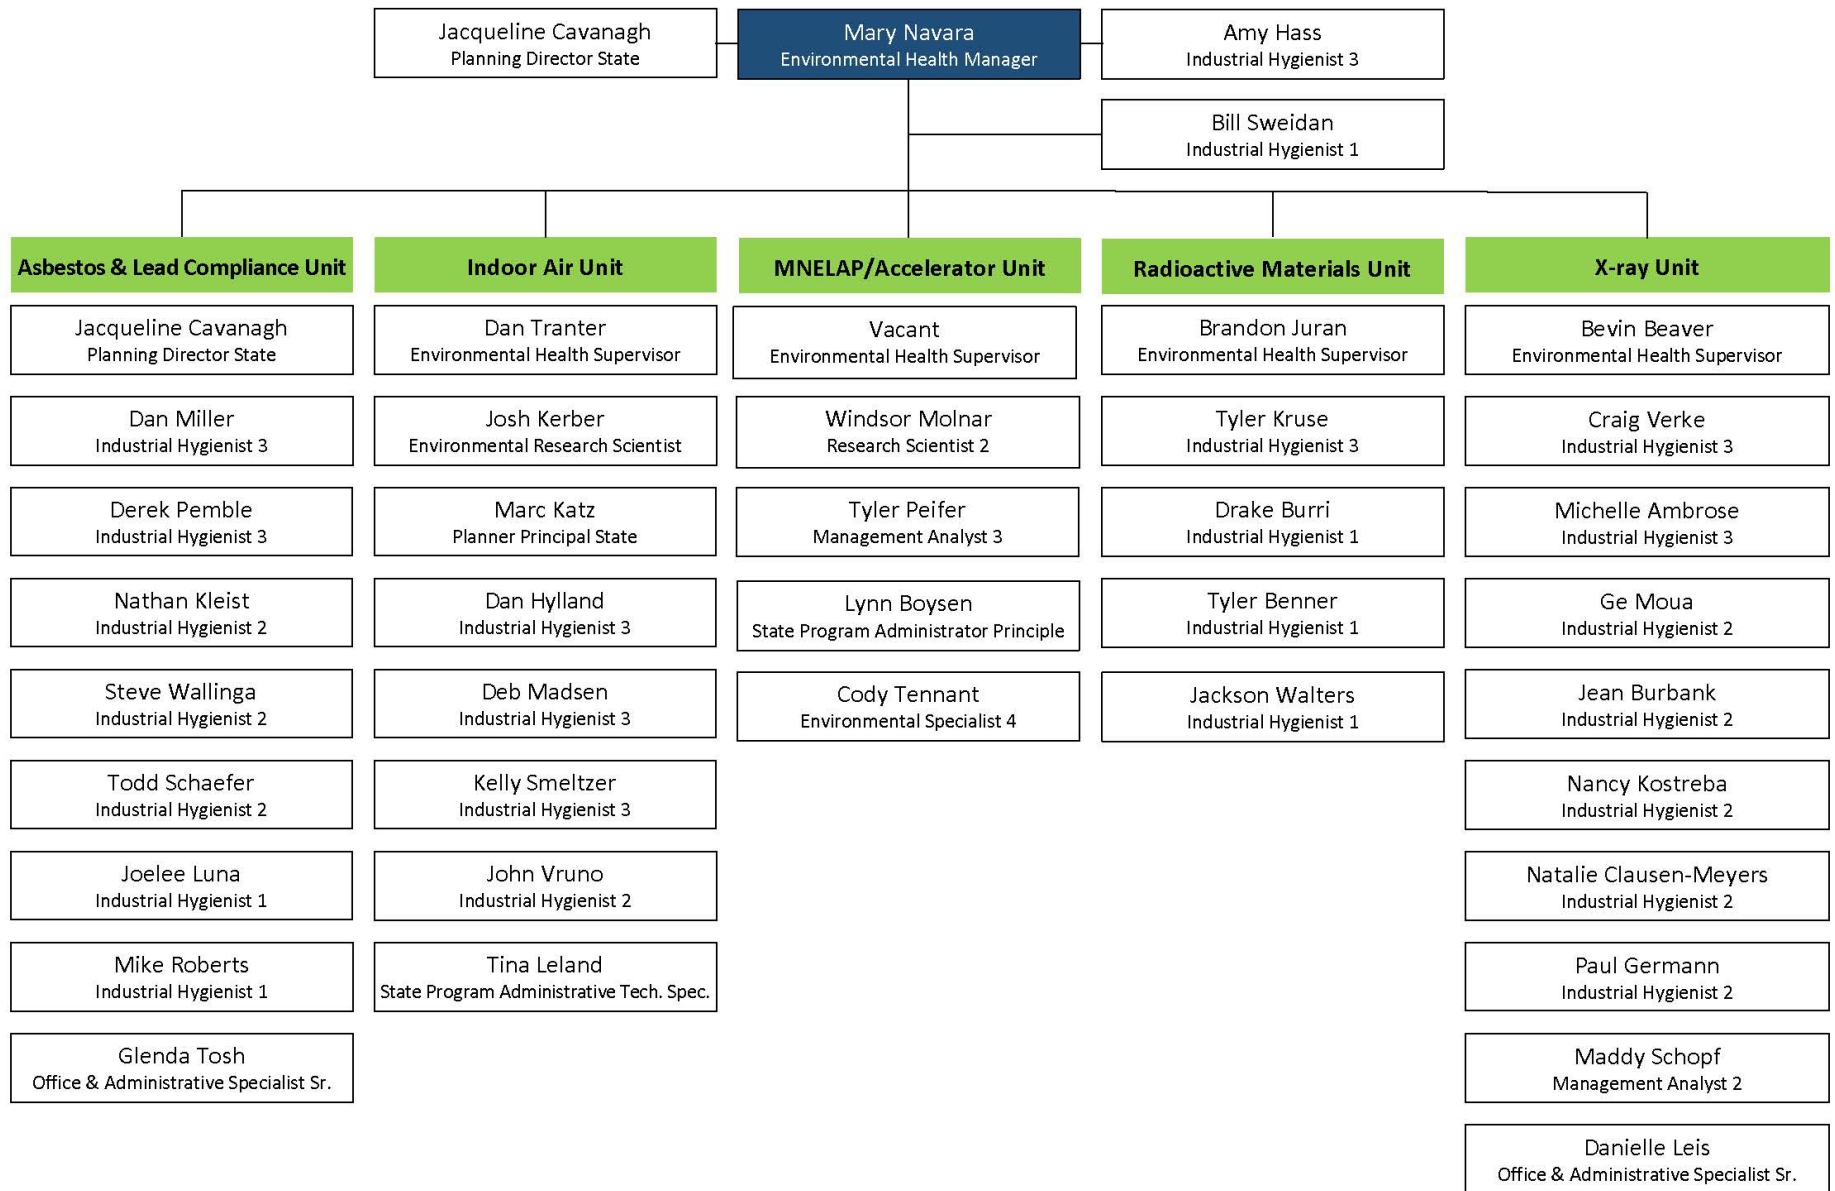 Jacqueline Cavanagh
Planning Director State
Mary Navara
Environmental Health Manager
Amy Hass
Industrial Hygienist 3
Bill Sweidan
Industrial Hygienist 1
Asbestos & Lead Compliance Unit
Jacqueline Cavanagh
Planning Director State
Dan Miller
Industrial Hygienist 3
Derek Pemble
Industrial Hygienist 3
Nathan Kleist
Industrial Hygienist 2
Steve Wallinga
Industrial Hygienist 2
Todd Schaefer
Industrial Hygienist 2
Joelee Luna
Industrial Hygienist 1
Mike Roberts
Industrial Hygienist 1
Glenda Tosh
Office & Administrative Specialist Sr.
Indoor Air Unit
Dan Tranter
Environmental Health Supervisor
Josh Kerber
Environmental Research Scientist
Marc Katz
Planner Principal State
Dan Hylland
Industrial Hygienist 3
Deb Madsen
Industrial Hygienist 3
Kelly Smeltzer
Industrial Hygienist 3
John Vruno
Industrial Hygienist 2
Tina Leland
State Program Administrative Tech. Spec.
MNELAP/Accelerator Unit
Vacant
Environmental Health Supervisor
Windsor Molnar
Research Scientist 2
Tyler Peifer
Management Analyst 3
Lynn Boysen
State Program Administrator Principle
Cody Tennant
Environmental Specialist 4
Radioactive Materials Unit
Brandon Juran
Environmental Health Supervisor
Tyler Kruse
Industrial Hygienist 3
Drake Burri
Industrial Hygienist 1
Tyler Benner
Industrial Hygienist 1
Jackson Walters
Industrial Hygienist 1
X-ray Unit
Bevin Beaver
Environmental Health Supervisor
Craig Verke
Industrial Hygienist 3
Michelle Ambrose
Industrial Hygienist 3
Ge Moua
Industrial Hygienist 2
Jean Burbank
Industrial Hygienist 2
Nancy Kostreba
Industrial Hygienist 2
Natalie Clausen-Meyers
Industrial Hygienist 2
Paul Germann
Industrial Hygienist 2
Maddy Schopf
Management Analyst 2
Danielle Leis
Office & Administrative Specialist Sr.